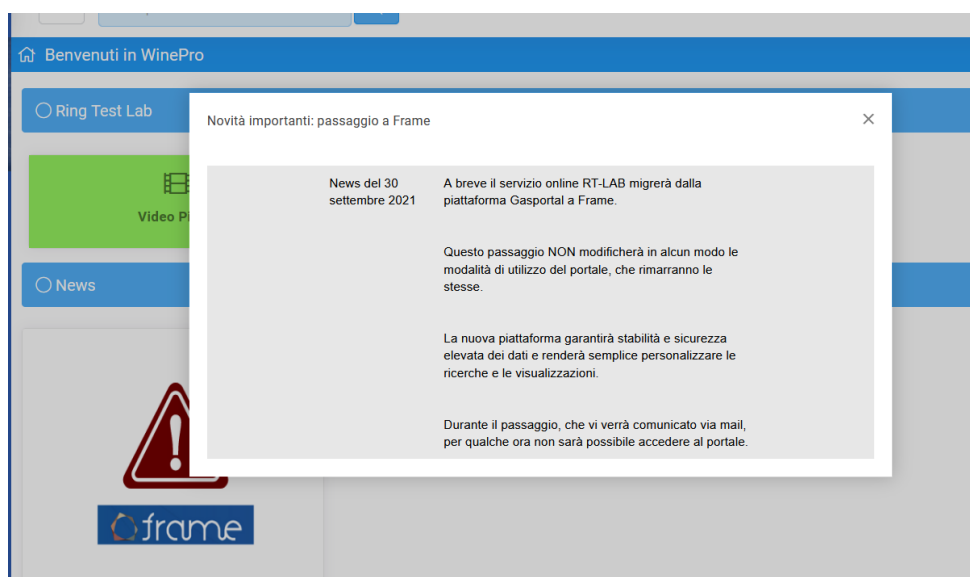 Benvenuti in WinePro
Ring Test Lab
Novità importanti: passaggio a Frame
News del 30
settembre 2021
A breve il servizio online RT-LAB migrerà dalla
piattaforma Gasportal a Frame.
Questo passaggio NON modificherà in alcun modo le
modalità di utilizzo del portale, che rimarranno le
stesse.
La nuova piattaforma garantirà stabilità e sicurezza
elevata dei dati e renderà semplice personalizzare le
ricerche e le visualizzazioni.
Durante il passaggio, che vi verrà comunicato via mail,
per qualche ora non sarà possibile accedere al portale.
Video
News
frame